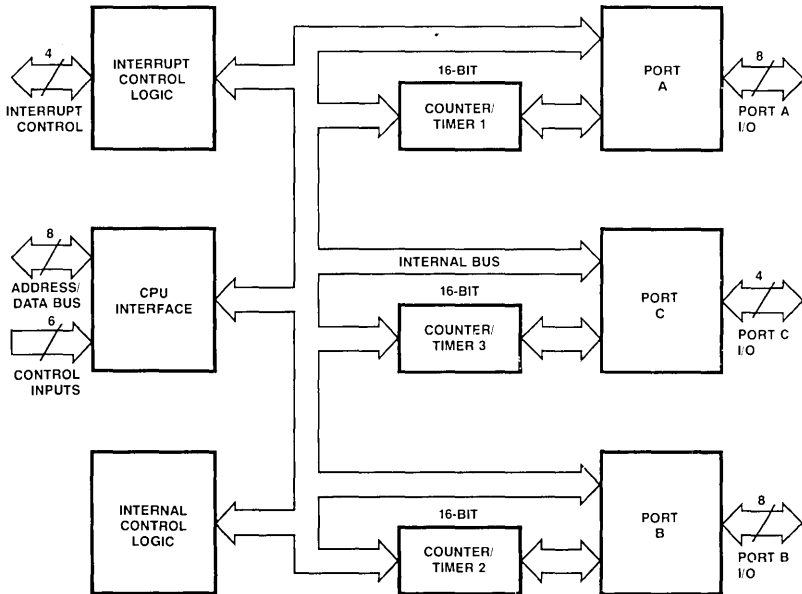 4
INTERRUPT
CONTROL
INTERRUPT
CONTROL
LOGIC
16-BIT
COUNTER/
TIMER 1
PORT
A
8
PORT A
I/O
8
ADDRESS/
DATA BUS
6
CONTROL
INPUTS
CPU
INTERFACE
INTERNAL BUS
16-BIT
COUNTER/
TIMER 3
PORT
C
4
PORT C
I/O
INTERNAL
CONTROL
LOGIC
16-BIT
COUNTER/
TIMER 2
PORT
B
8
PORT B
I/O